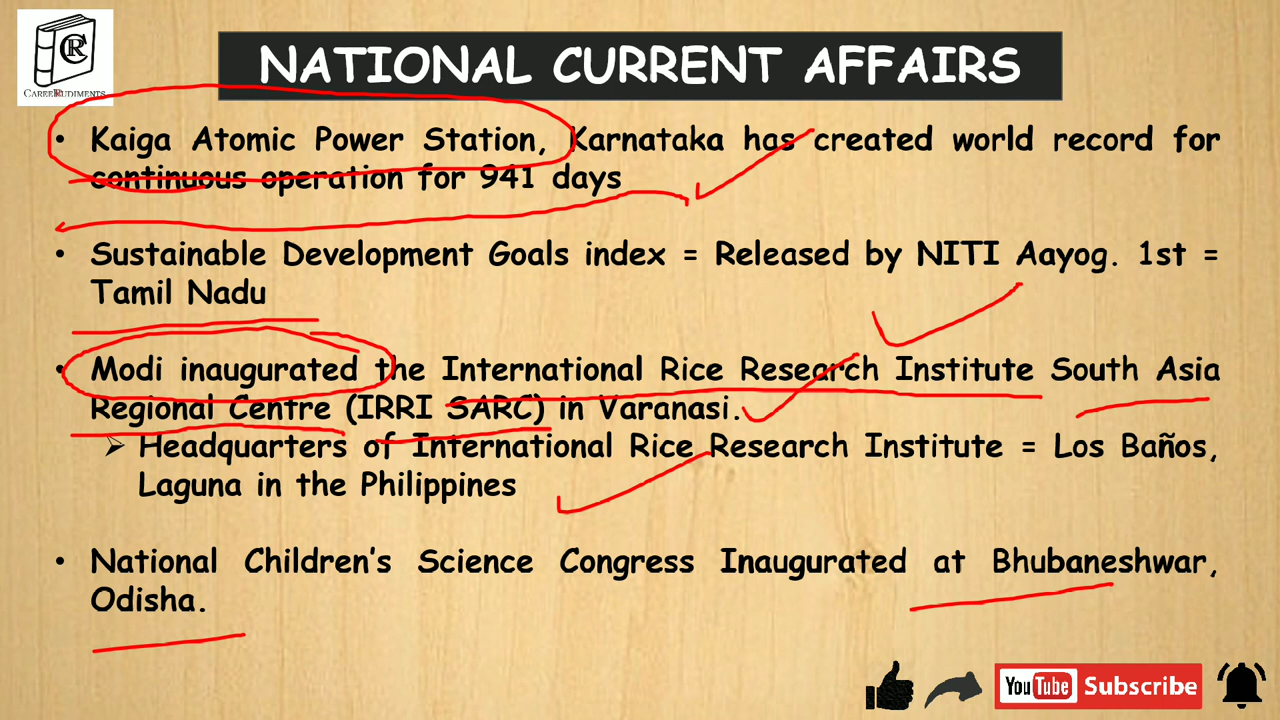 CR
CAREERUDIMENTS
NATIONAL CURRENT AFFAIRS
• Kaiga Atomic Power Station, Karnataka has created world record for
continuous operation for 941 days
• Sustainable Development Goals index = Released by NITI Aayog. 1st =
Tamil Nadu
• Modi inaugurated the International Rice Research Institute South Asia
Regional Centre (IRRI SARC) in Varanasi.
➢ Headquarters of International Rice Research Institute = Los Baños,
Laguna in the Philippines
• National Children's Science Congress Inaugurated at Bhubaneshwar,
Odisha.
YouTube Subscribe